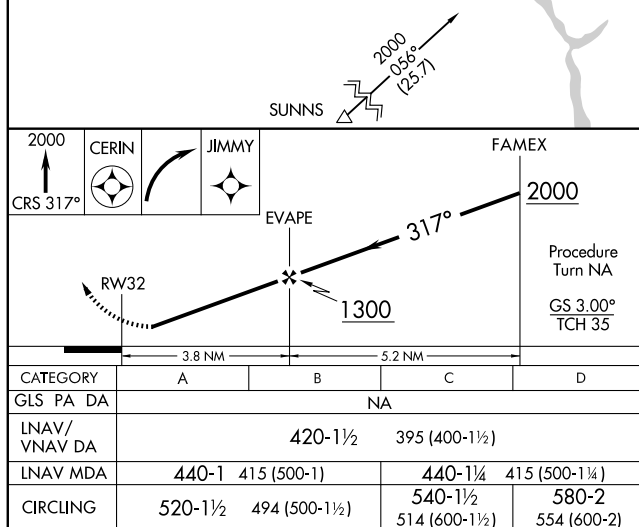 2000
056°
(25.7)
SUNNS
2000
CRS 317°
CERIN
JIMMY
FAMEX
2000
EVAPE
317°
RW32
1300
Procedure
Turn NA
GS 3.00°
TCH 35
3.8 NM
5.2 NM
CATEGORY A B C D
GLS PA DA NA
LNAV/
VNAV DA 420-1½ 395 (400-1½)
LNAV MDA 440-1 415 (500-1) 440-1¼ 415 (500-1¼)
CIRCLING 520-1½ 494 (500-1½) 540-1½
514 (600-1½) 580-2
554 (600-2)